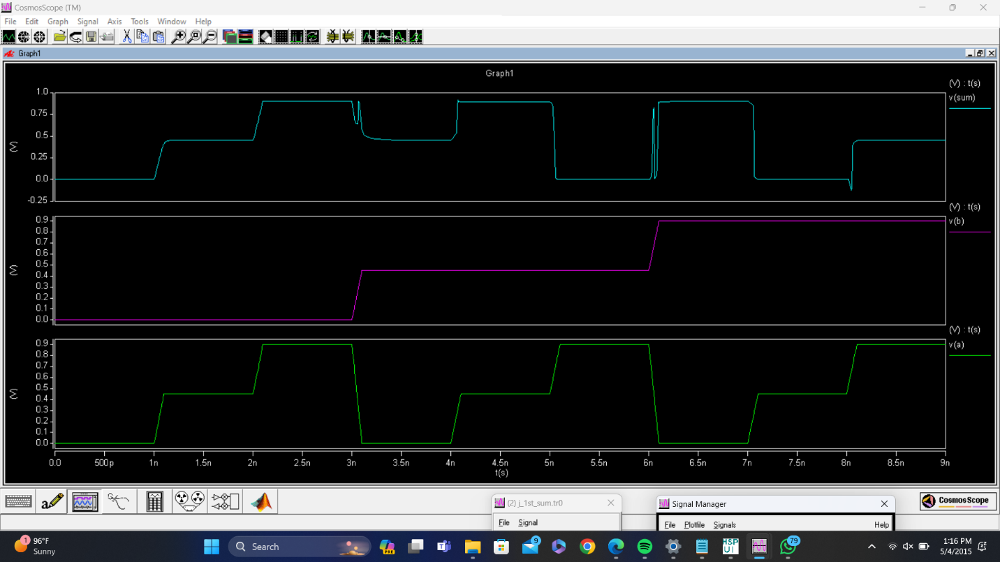 CosmosScope (TM)
File Edit Graph Signal Axis Tools Window Help
Graph1
Graph1
(V) : t(s)
v(sum)
1.0
0.75
0.5
0.25
0.0
-0.25
(V)
(V) : t(s)
v(b)
0.9
0.8
0.7
0.6
0.5
0.4
0.3
0.2
0.1
0.0
(V)
(V) : t(s)
v(a)
0.9
0.8
0.7
0.6
0.5
0.4
0.3
0.2
0.1
0.0
(V)
0.0 500p 1n 1.5n 2n 2.5n 3n 3.5n 4n 4.5n 5n 5.5n 6n 6.5n 7n 7.5n 8n 8.5n 9n
t(s)
a
CosmosScope
(2) j_1st_sum.tr0
File Signal
Signal Manager
File Plotfile Signals Help
1
96°F
Sunny
Search
PRE
9
HSP
UI
79
1:16 PM
5/4/2015